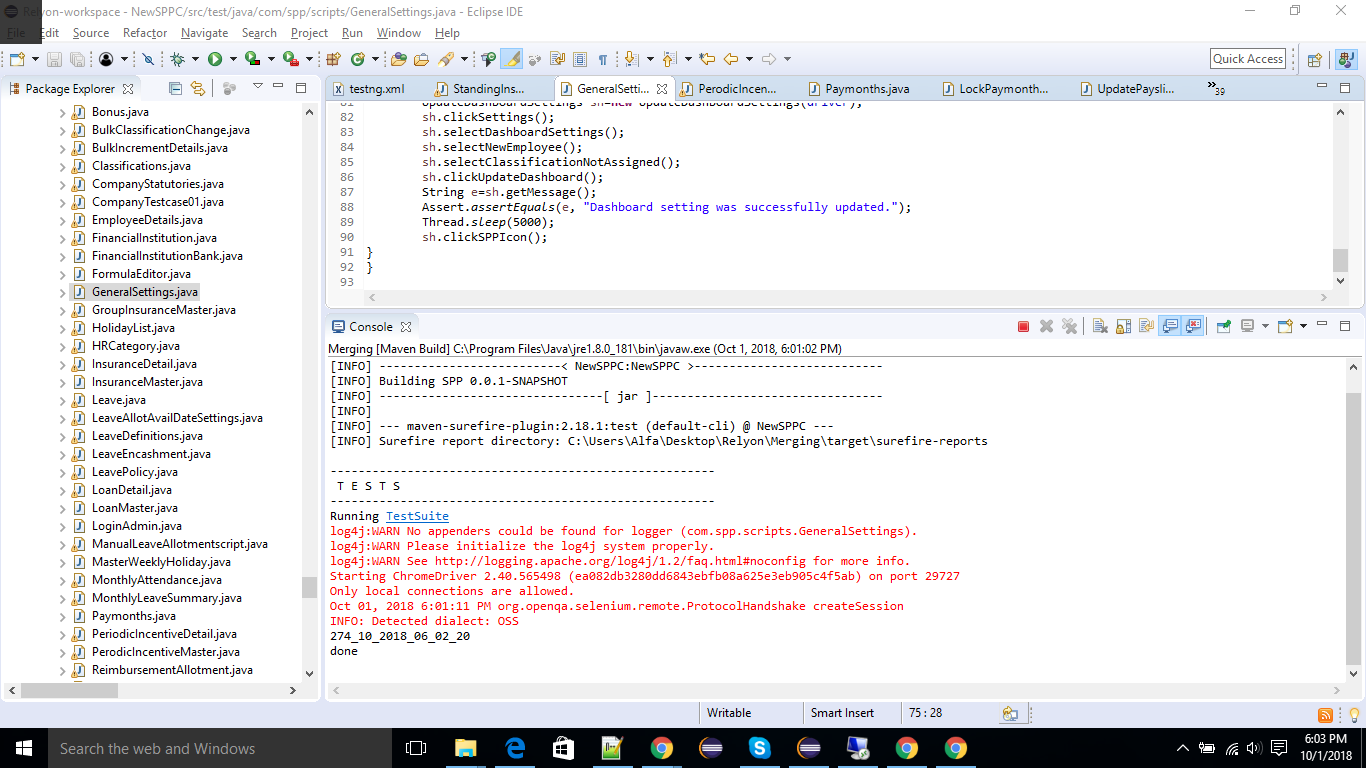 Relyon-workspace - NewSPPC/src/test/java/com/spp/scripts/GeneralSettings.java - Eclipse IDE
File Edit Source Refactor Navigate Search Project Run Window Help
Quick Access
Package Explorer
testng.xml StandingIns... GeneralSetti... PerodicIncen... Paymonths.java LockPaymonth... UpdatePaysli... »39
Bonus.java
BulkClassificationChange.java
BulkIncrementDetails.java
Classifications.java
CompanyStatutories.java
CompanyTestcase01.java
EmployeeDetails.java
FinancialInstitution.java
FinancialInstitutionBank.java
FormulaEditor.java
GeneralSettings.java
GroupInsuranceMaster.java
HolidayList.java
HRCategory.java
InsuranceDetail.java
InsuranceMaster.java
Leave.java
LeaveAllotAvailDateSettings.java
LeaveDefinitions.java
LeaveEncashment.java
LeavePolicy.java
LoanDetail.java
LoanMaster.java
LoginAdmin.java
ManualLeaveAllotmentscript.java
MasterWeeklyHoliday.java
MonthlyAttendance.java
MonthlyLeaveSummary.java
Paymonths.java
PeriodicIncentiveDetail.java
PerodicIncentiveMaster.java
ReimbursementAllotment.java
81 UpdateDashboardSettings sh=new UpdateDashboardSettings(driver);
82 sh.clickSettings();
83 sh.selectDashboardSettings();
84 sh.selectNewEmployee();
85 sh.selectClassificationNotAssigned();
86 sh.clickUpdateDashboard();
87 String e=sh.getMessage();
88 Assert.assertEquals(e, "Dashboard setting was successfully updated.");
89 Thread.sleep(5000);
90 sh.clickSPPIcon();
91 }
92 }
93
Console
Merging [Maven Build] C:\Program Files\Java\jre1.8.0_181\bin\javaw.exe (Oct 1, 2018, 6:01:02 PM)
[INFO] --------------------------< NewSPPC:NewSPPC >---------------------------
[INFO] Building SPP 0.0.1-SNAPSHOT
[INFO] --------------------------------[ jar ]---------------------------------
[INFO]
[INFO] --- maven-surefire-plugin:2.18.1:test (default-cli) @ NewSPPC ---
[INFO] Surefire report directory: C:\Users\Alfa\Desktop\Relyon\Merging\target\surefire-reports
-------------------------------------------------------
T E S T S
-------------------------------------------------------
Running TestSuite
log4j:WARN No appenders could be found for logger (com.spp.scripts.GeneralSettings).
log4j:WARN Please initialize the log4j system properly.
log4j:WARN See http://logging.apache.org/log4j/1.2/faq.html#noconfig for more info.
Starting ChromeDriver 2.40.565498 (ea082db3280dd6843ebfb08a625e3eb905c4f5ab) on port 29727
Only local connections are allowed.
Oct 01, 2018 6:01:11 PM org.openqa.selenium.remote.ProtocolHandshake createSession
INFO: Detected dialect: OSS
274_10_2018_06_02_20
done
Writable Smart Insert 75 : 28
Search the web and Windows
6:03 PM
10/1/2018